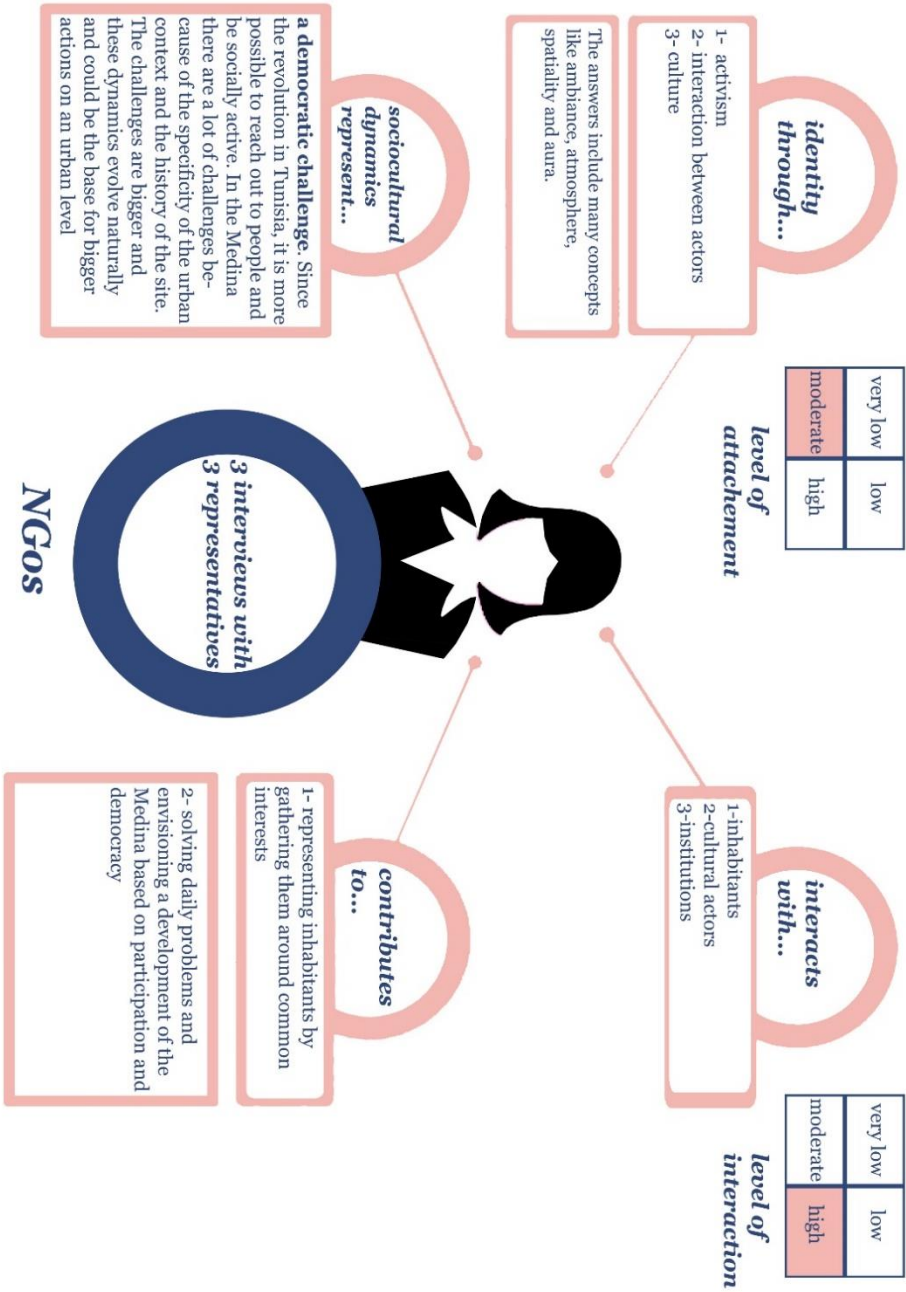 identity
through...
1- activism
2- interaction between actors
3- culture
The answers include many concepts
like ambiance, atmosphere,
spatiality and aura.
very low
low
moderate
high
level of
attachement
sociocultural
dynamics
represent...
a democratic challenge. Since
the revolution in Tunisia, it is more
possible to reach out to people and
be socially active. In the Medina
there are a lot of challenges be-
cause of the specificity of the urban
context and the history of the site.
The challenges are bigger and
these dynamics evolve naturally
and could be the base for bigger
actions on an urban level
3 interviews with
3 representatives
NGos
interacts
with...
1-inhabitants
2-cultural actors
3-institutions
very low
low
moderate
high
level of
interaction
contributes
to...
1- representing inhabitants by
gathering them around common
interests
2- solving daily problems and
envisioning a development of the
Medina based on participation and
democracy